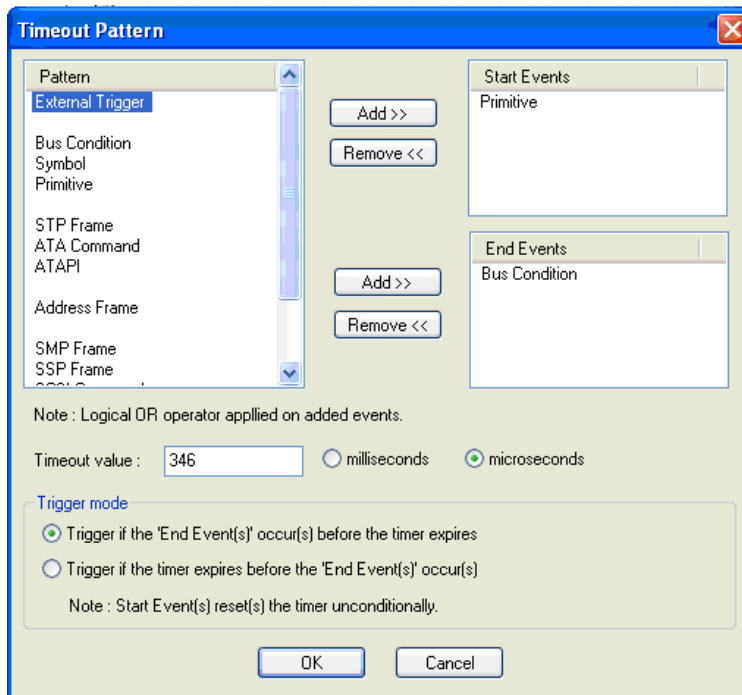 Timeout Pattern
Pattern
External Trigger
Bus Condition
Symbol
Primitive
STP Frame
ATA Command
ATAPI
Address Frame
SMP Frame
SSP Frame
Add >>
Remove <<
Start Events
Primitive
Add >>
Remove <<
End Events
Bus Condition
Note : Logical OR operator appllied on added events.
Timeout value : 346 milliseconds microseconds
Trigger mode
Trigger if the 'End Event(s)' occur(s) before the timer expires
Trigger if the timer expires before the 'End Event(s)' occur(s)
Note : Start Event(s) reset(s) the timer unconditionally.
OK Cancel